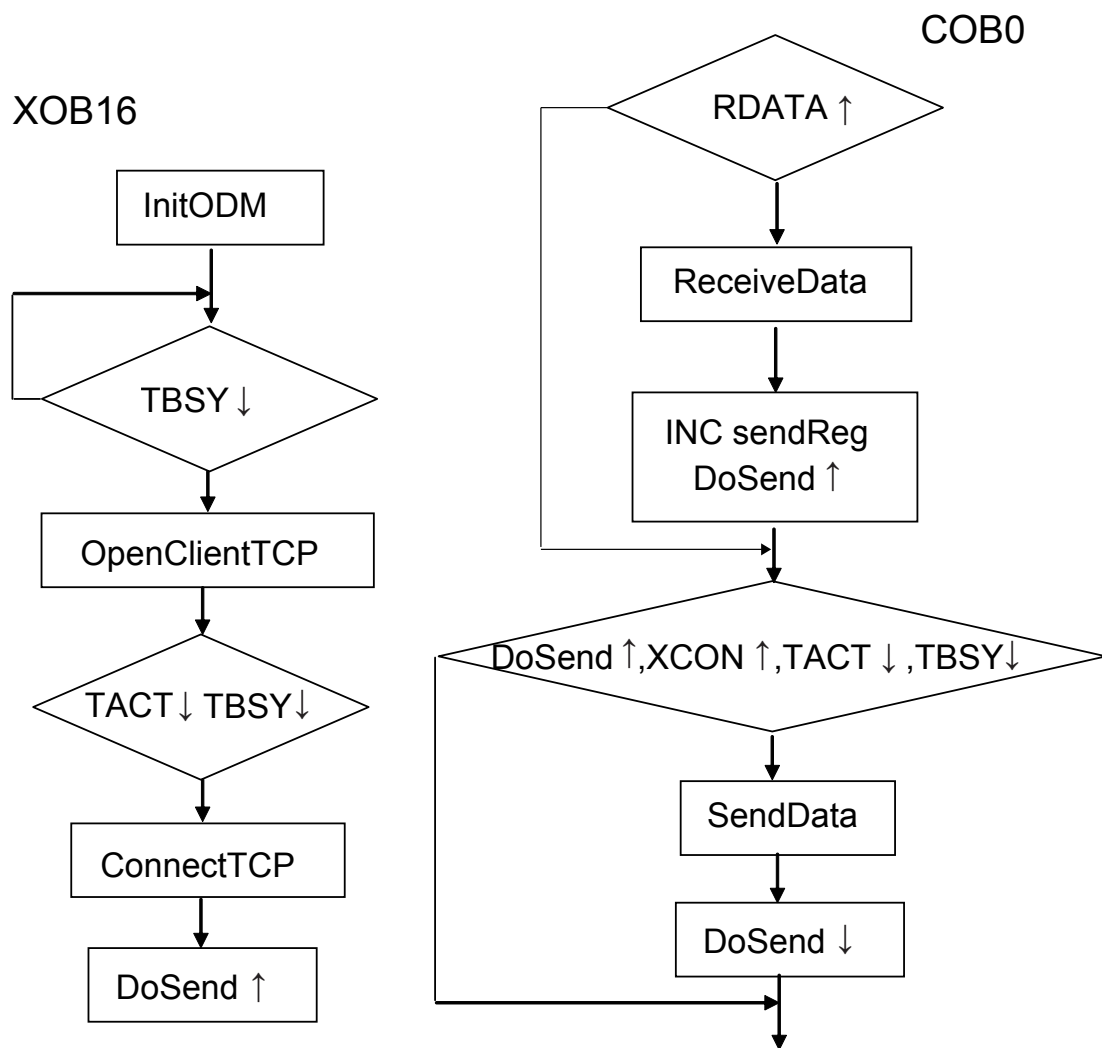 XOB16
InitODM
TBSY ↓
OpenClientTCP
TACT ↓ TBSY ↓
ConnectTCP
DoSend ↑
COB0
RDATA ↑
ReceiveData
INC sendReg
DoSend ↑
DoSend ↑,XCON ↑,TACT ↓ ,TBSY↓
SendData
DoSend ↓